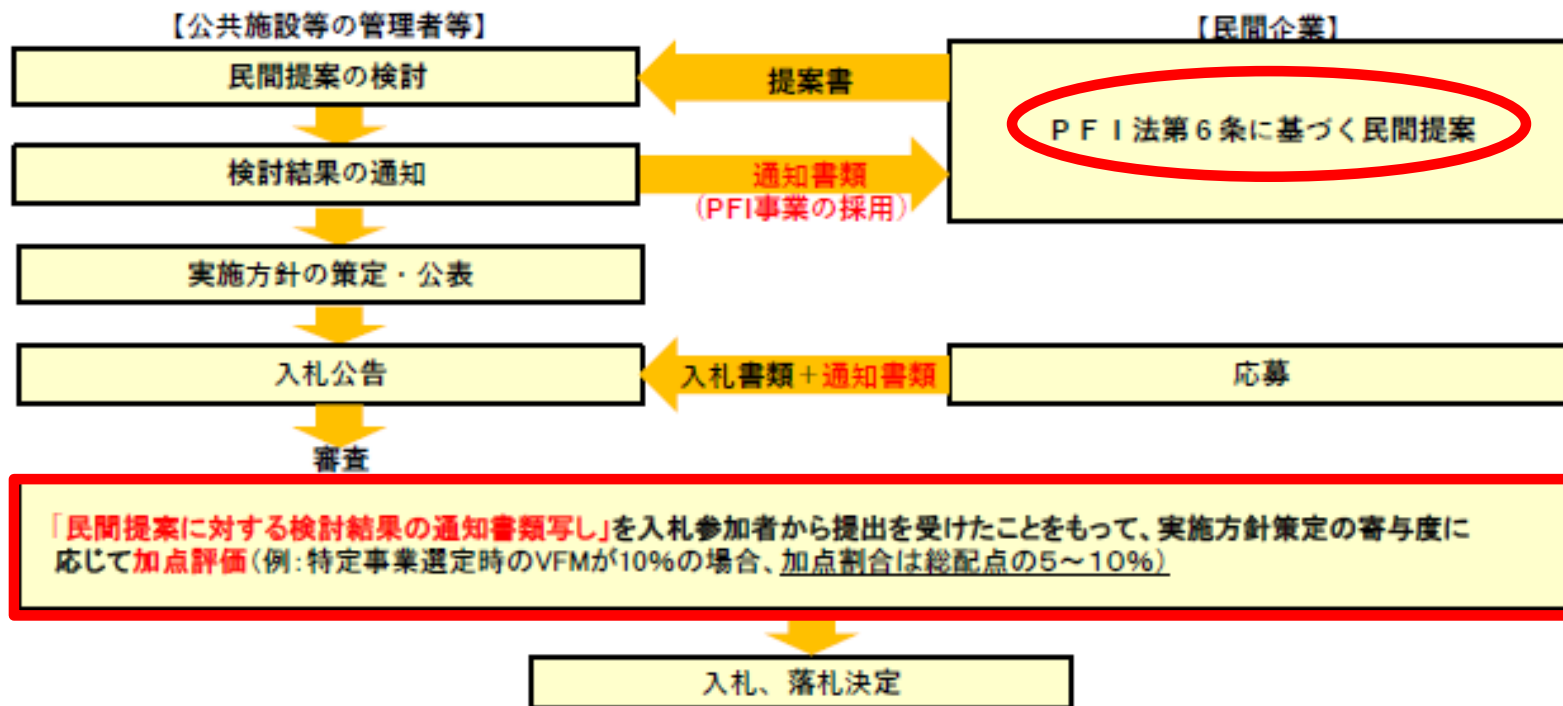 【公共施設等の管理者等】
【民間企業】
民間提案の検討
提案書
PFI法第6条に基づく民間提案
検討結果の通知
通知書類
(PFI事業の採用)
実施方針の策定・公表
入札公告
入札書類+通知書類
応募
審査
「民間提案に対する検討結果の通知書類写し」を入札参加者から提出を受けたことをもって、実施方針策定の寄与度に
応じて加点評価(例:特定事業選定時のVFMが10%の場合、加点割合は総配点の5~10%)
入札、落札決定